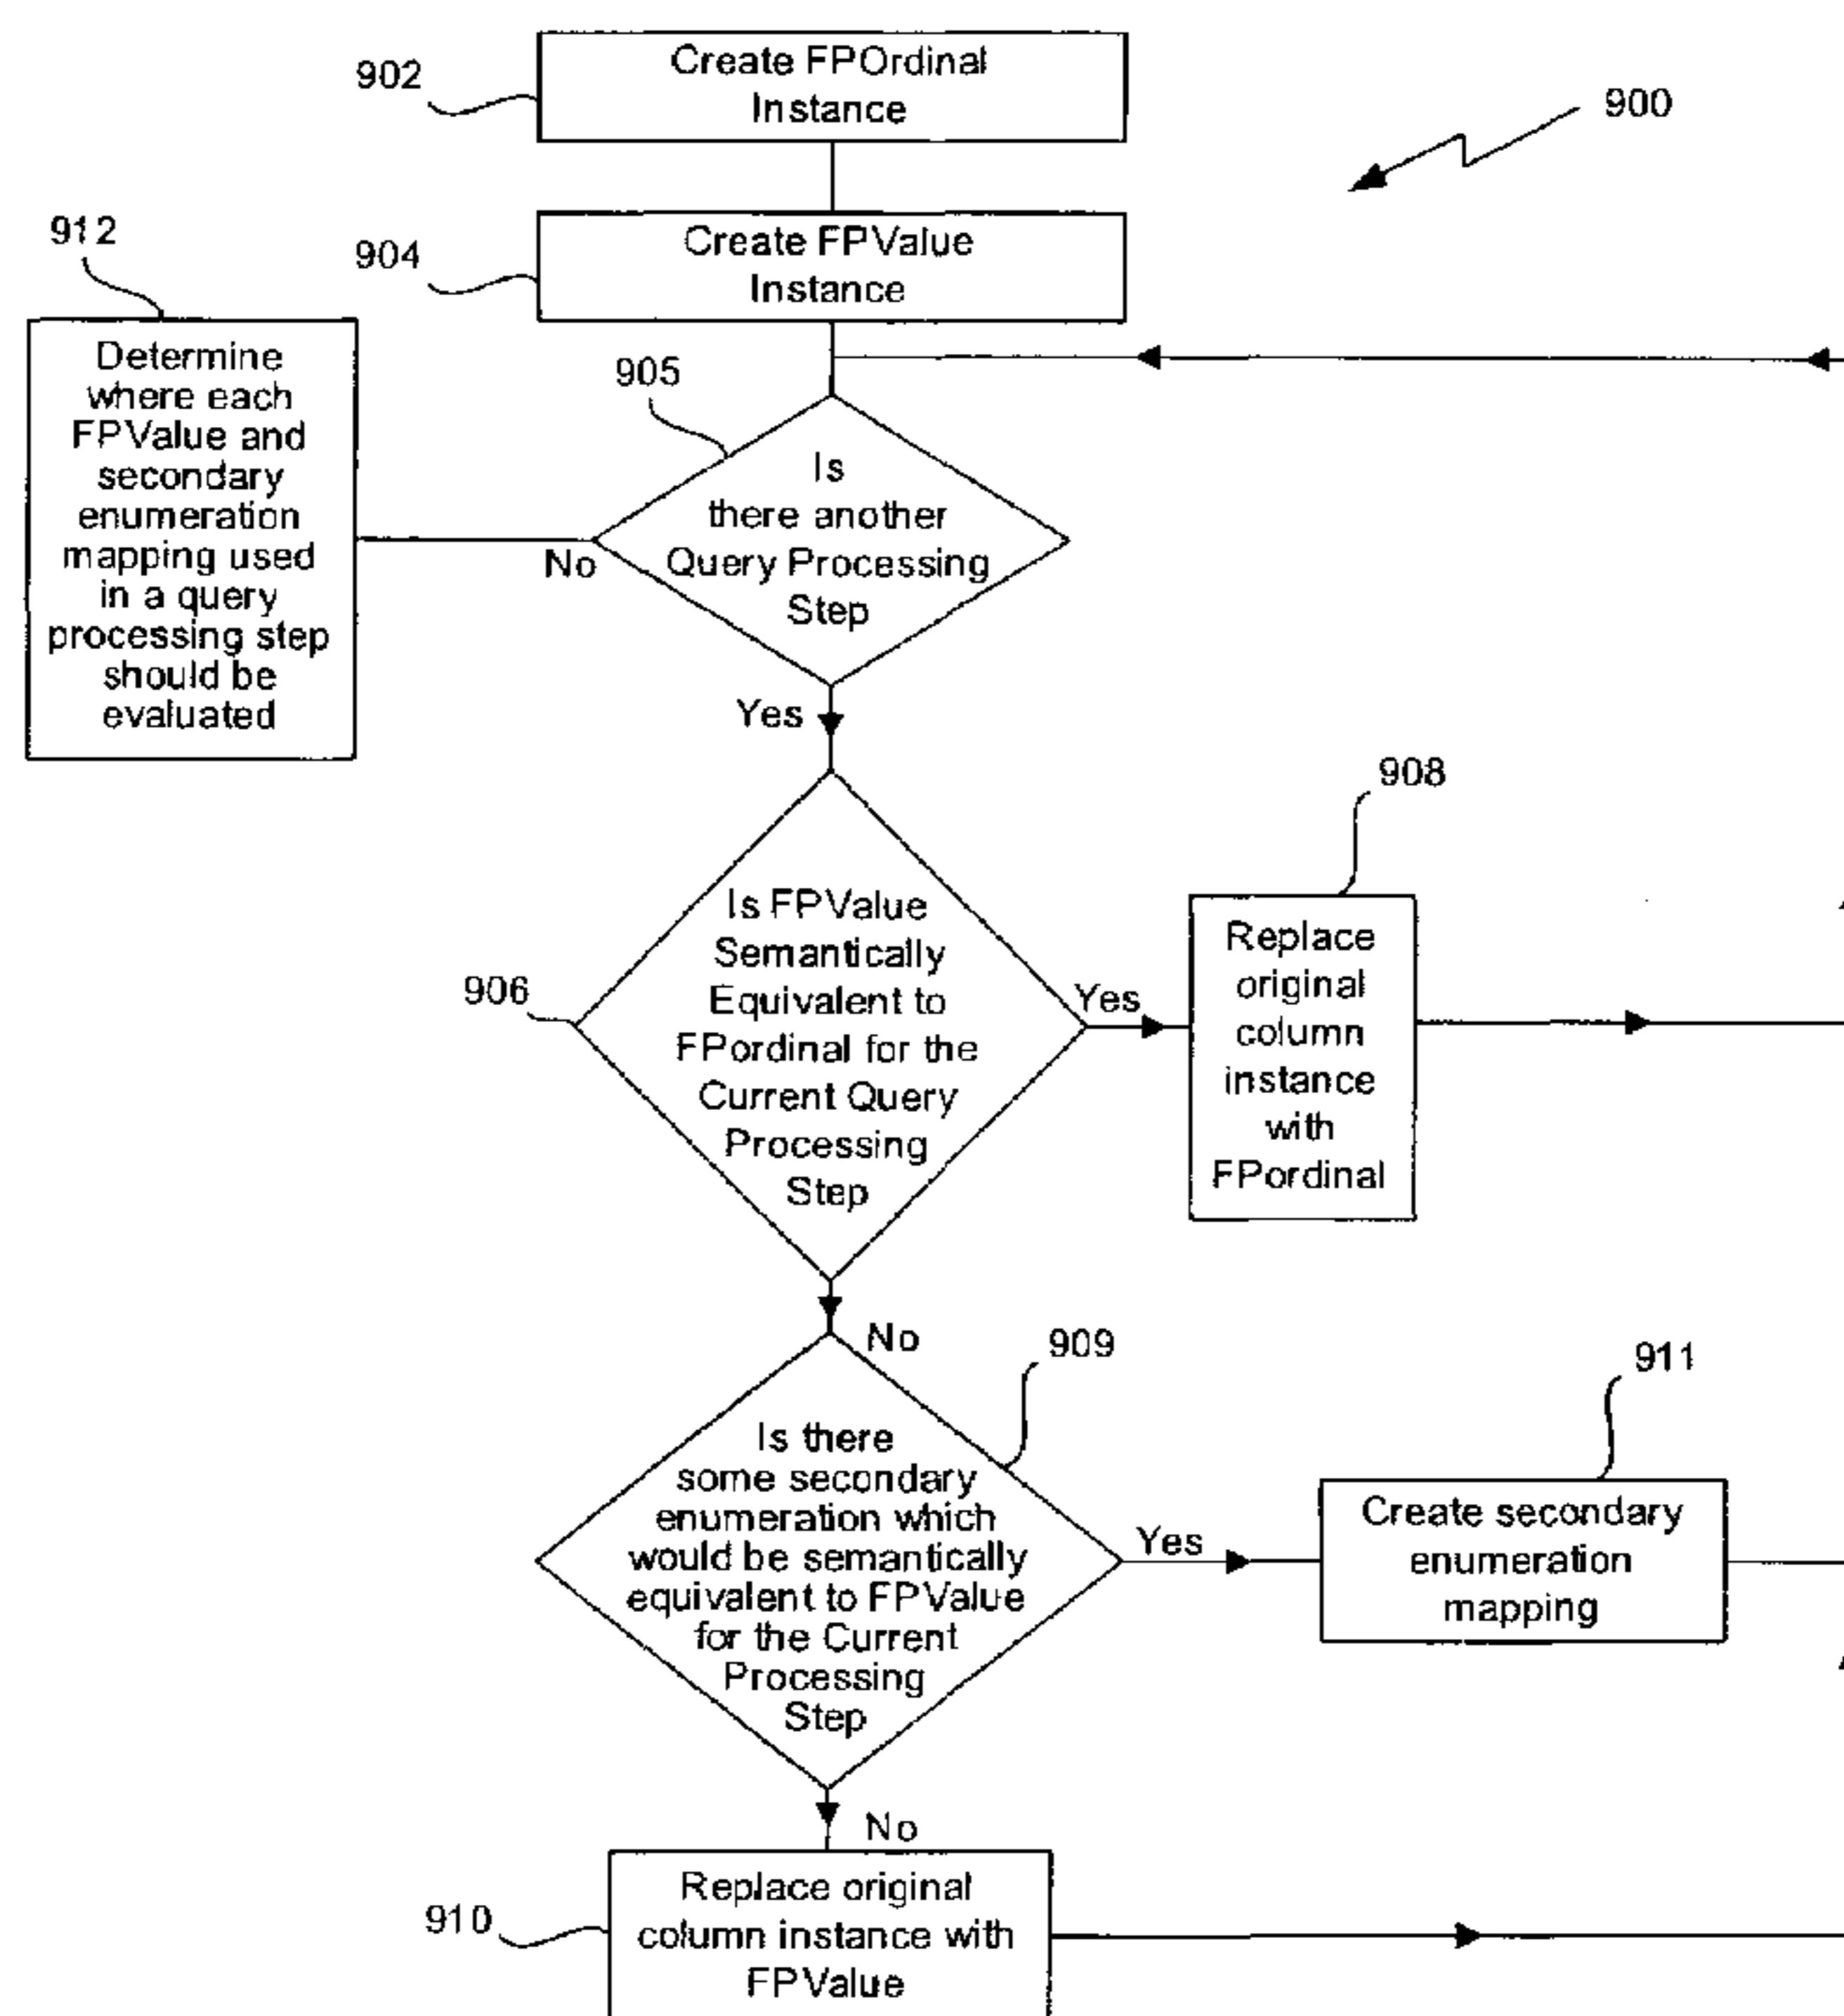 902
Create FPOrdinal
Instance
900
904
Create FPValue
Instance
912
Determine
where each
FPValue and
secondary
enumeration
mapping used
in a query
processing step
should be
evaluated
905
Is
there another
Query Processing
Step
No
Yes
906
Is FPValue
Semantically
Equivalent to
FPordinal for the
Current Query
Processing
Step
Yes
908
Replace
original
column
instance
with
FPordinal
No
909
Is there
some secondary
enumeration which
would be semantically
equivalent to FPValue
for the Current
Processing
Step
Yes
911
Create secondary
enumeration
mapping
No
910
Replace original
column instance with
FPValue